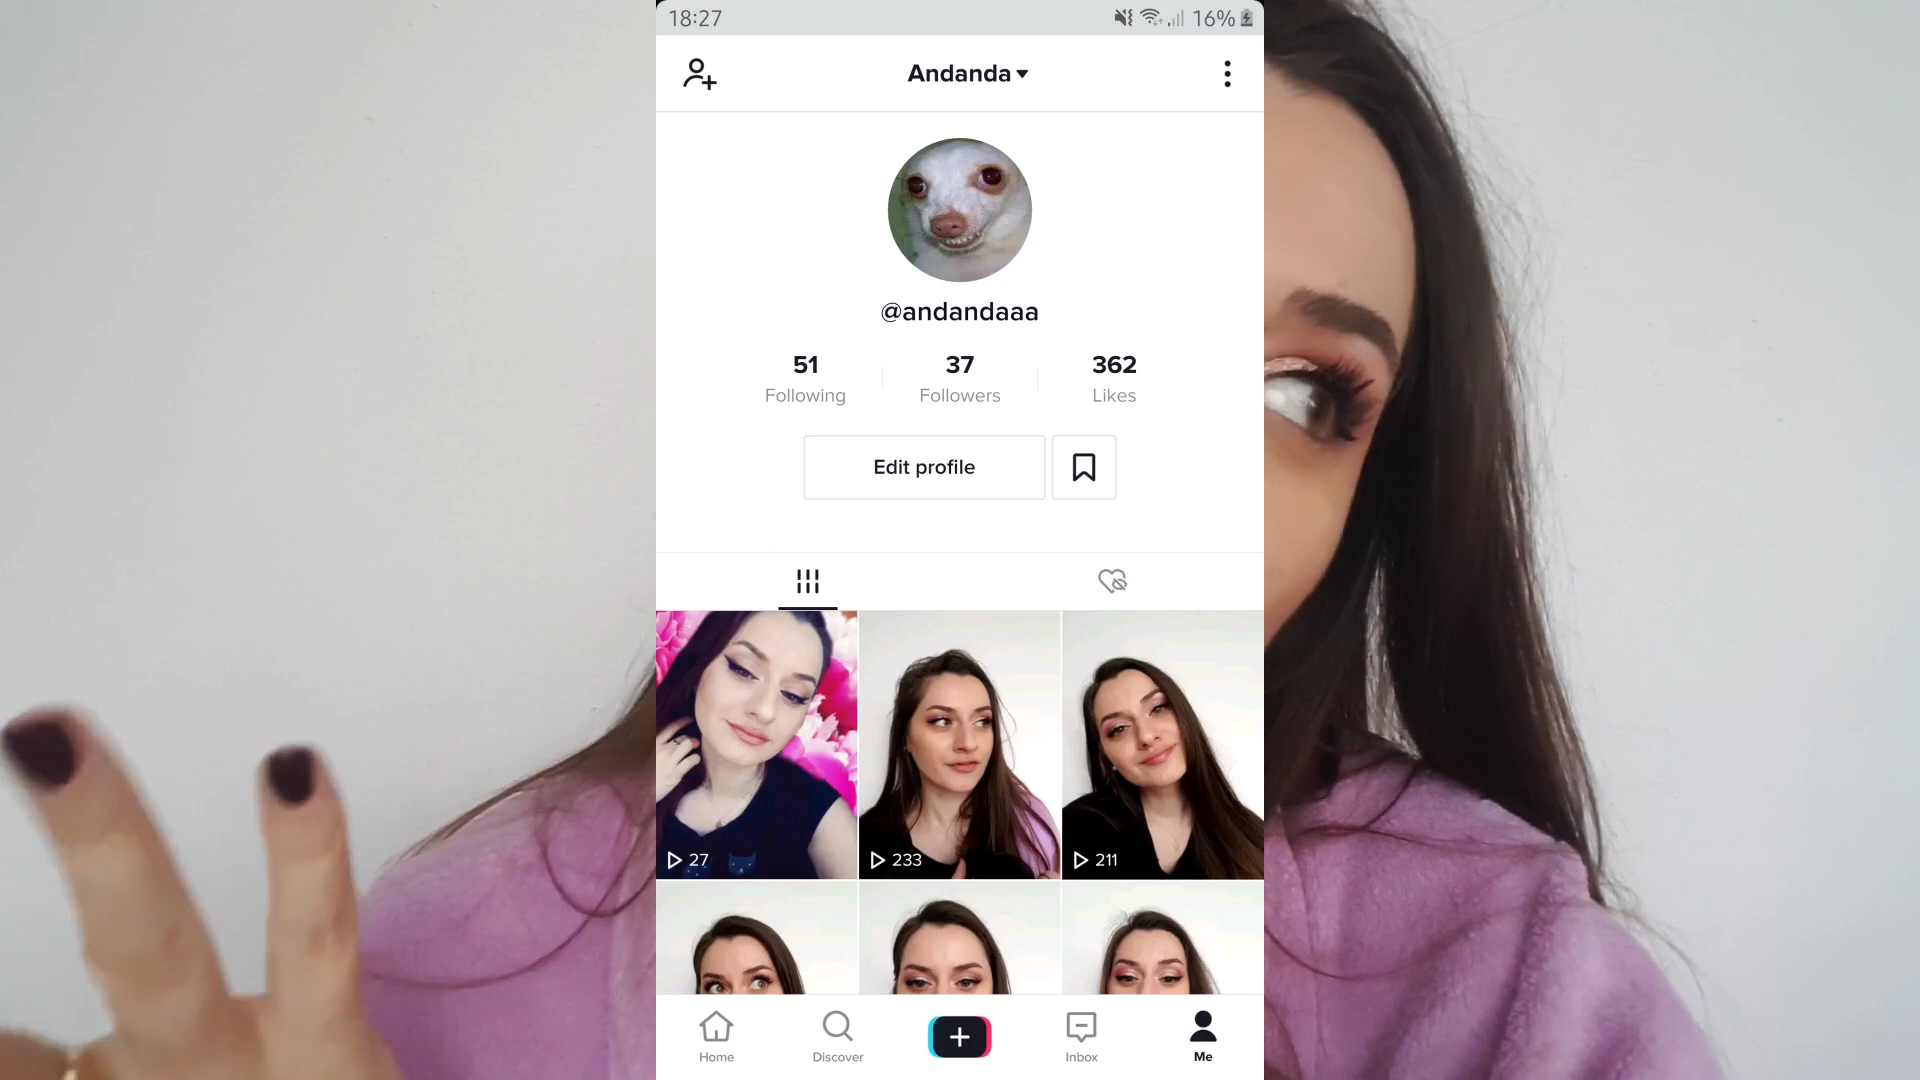 18:27 16%
Andanda
@andandaaa
51 37 362
Following Followers Likes
Edit profile
27 233 211
Home Discover Inbox Me